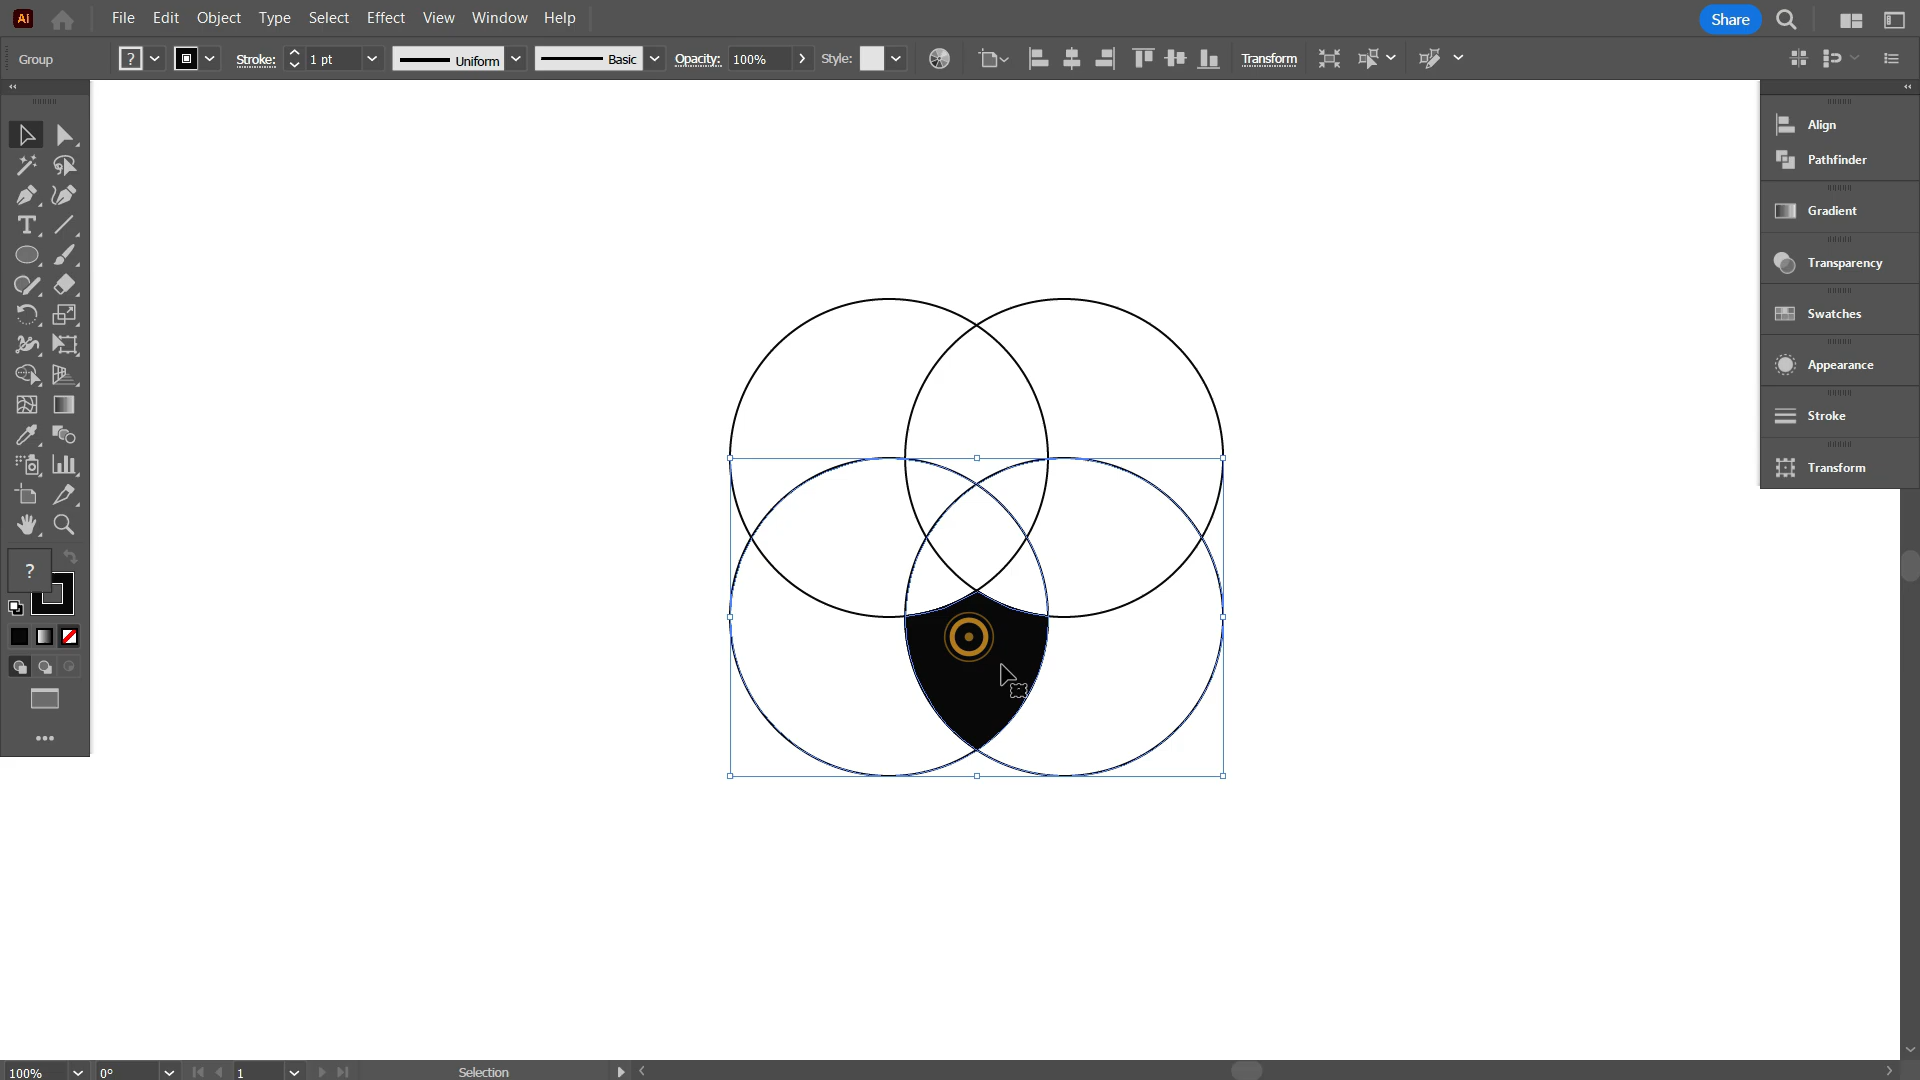 Ai File Edit Object Type Select Effect View Window Help Share
Group ? Stroke: 1 pt Uniform Basic Opacity: 100% Style: Transform
Align
Pathfinder
Gradient
Transparency
Swatches
Appearance
Stroke
Transform
?
100% 0° 1 Selection